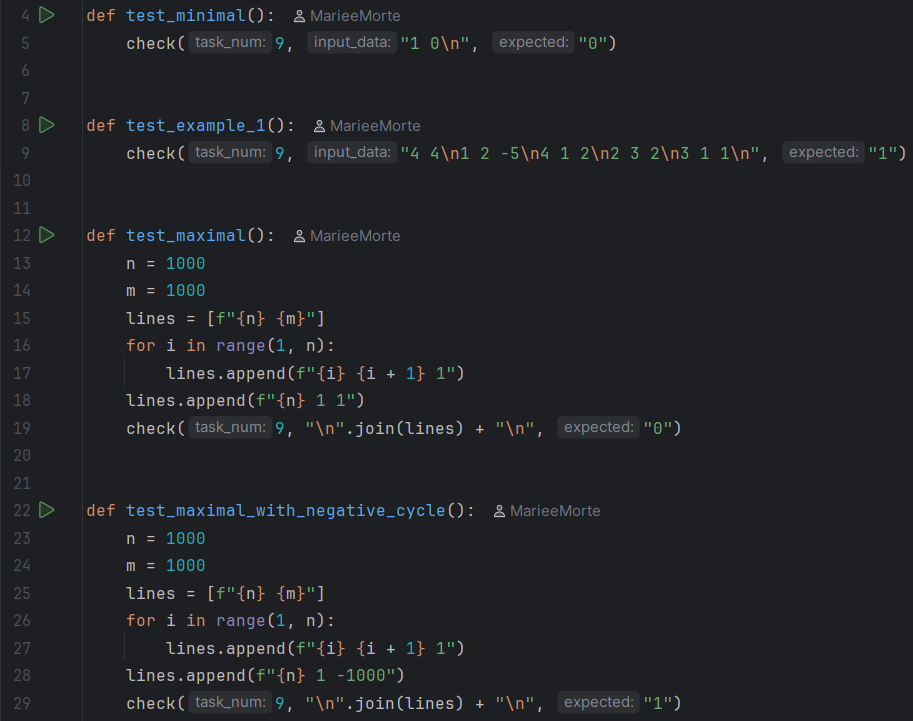 4 def test_minimal(): MarieeMorte
5 check( task_num: 9, input_data: "1 0\n", expected: "0")
6
7
8 def test_example_1(): MarieeMorte
9 check( task_num: 9, input_data: "4 4\n1 2 -5\n4 1 2\n2 3 2\n3 1 1\n", expected: "1")
10
11
12 def test_maximal(): MarieeMorte
13 n = 1000
14 m = 1000
15 lines = [f"{n} {m}"]
16 for i in range(1, n):
17 lines.append(f"{i} {i + 1} 1")
18 lines.append(f"{n} 1 1")
19 check( task_num: 9, "\n".join(lines) + "\n", expected: "0")
20
21
22 def test_maximal_with_negative_cycle(): MarieeMorte
23 n = 1000
24 m = 1000
25 lines = [f"{n} {m}"]
26 for i in range(1, n):
27 lines.append(f"{i} {i + 1} 1")
28 lines.append(f"{n} 1 -1000")
29 check( task_num: 9, "\n".join(lines) + "\n", expected: "1")